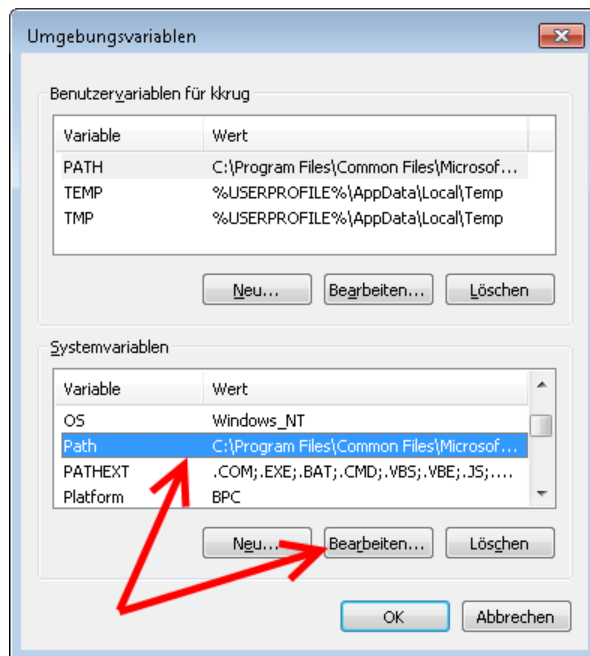 Umgebungsvariablen
Benutzervariablen für kkrug
Variable Wert
PATH C:\Program Files\Common Files\Microsof...
TEMP %USERPROFILE%\AppData\Local\Temp
TMP %USERPROFILE%\AppData\Local\Temp
Neu... Bearbeiten... Löschen
Systemvariablen
Variable Wert
OS Windows_NT
Path C:\Program Files\Common Files\Microsof...
PATHEXT .COM;.EXE;.BAT;.CMD;.VBS;.VBE;.JS;....
Platform BPC
Neu... Bearbeiten... Löschen
OK Abbrechen